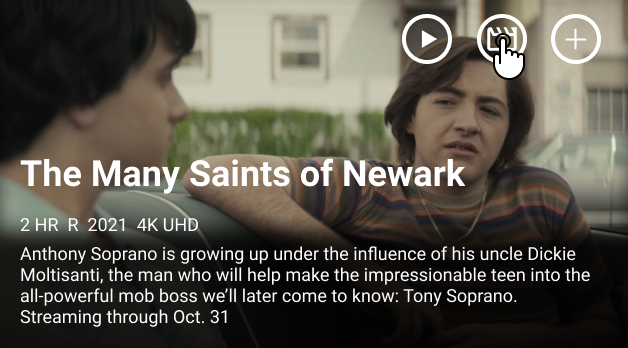 The Many Saints of Newark
2 HR R 2021 4K UHD
Anthony Soprano is growing up under the influence of his uncle Dickie
Moltisanti, the man who will help make the impressionable teen into the
all-powerful mob boss we’ll later come to know: Tony Soprano.
Streaming through Oct. 31